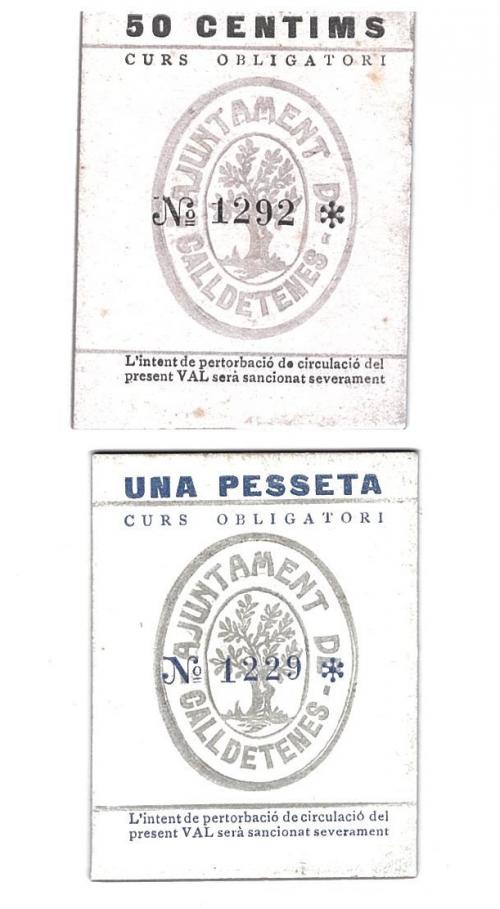 50 CENTIMS
CURS OBLIGATORI
AJUNTAMENT DE
CALLDETENES
Nº 1292 *
L'intent de pertorbació de circulació del
present VAL serà sancionat severament
UNA PESSETA
CURS OBLIGATORI
AJUNTAMENT DE
CALLDETENES
Nº 1229 *
L'intent de pertorbació de circulació del
present VAL serà sancionat severament